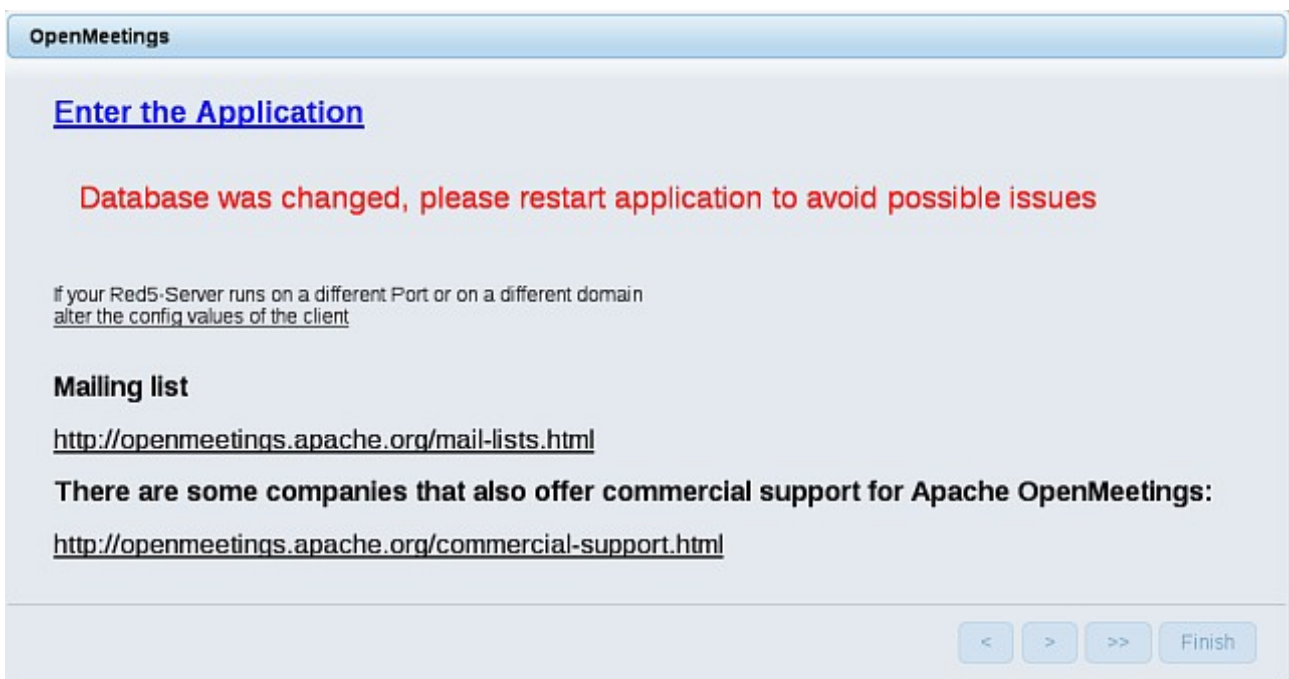 OpenMeetings
Enter the Application
Database was changed, please restart application to avoid possible issues
If your Red5-Server runs on a different Port or on a different domain
alter the config values of the client
Mailing list
http://openmeetings.apache.org/mail-lists.html
There are some companies that also offer commercial support for Apache OpenMeetings:
http://openmeetings.apache.org/commercial-support.html
< > >> Finish